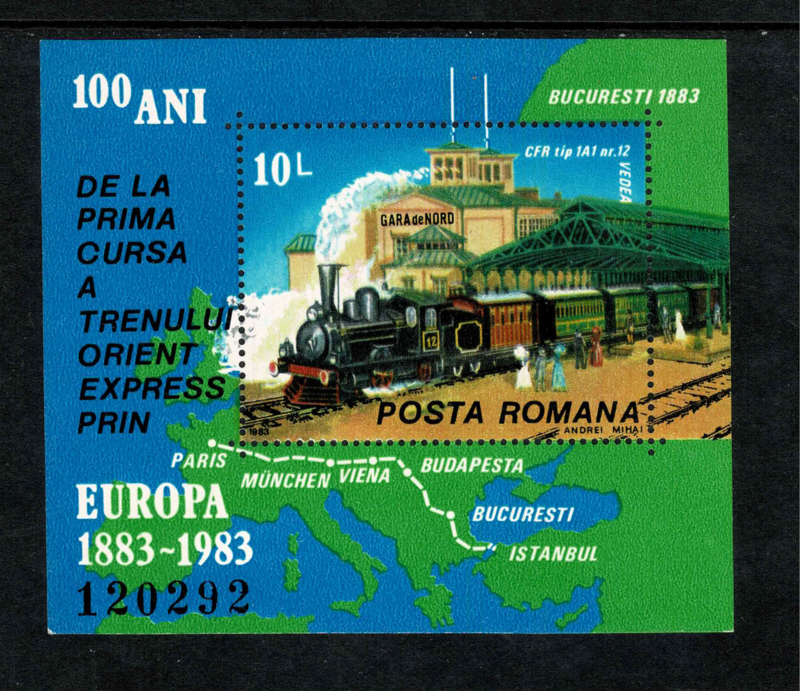 100 ANI
DE LA
PRIMA
CURSA
A
TRENULUI
ORIENT
EXPRESS
PRIN
EUROPA
1883~1983
120292
BUCURESTI 1883
10 L
CFR tip 1A1 nr.12
VEDEA
GARA de NORD
12
POSTA ROMANA
1983
ANDREI MIHAI
PARIS
MÜNCHEN
VIENA
BUDAPESTA
BUCURESTI
ISTANBUL